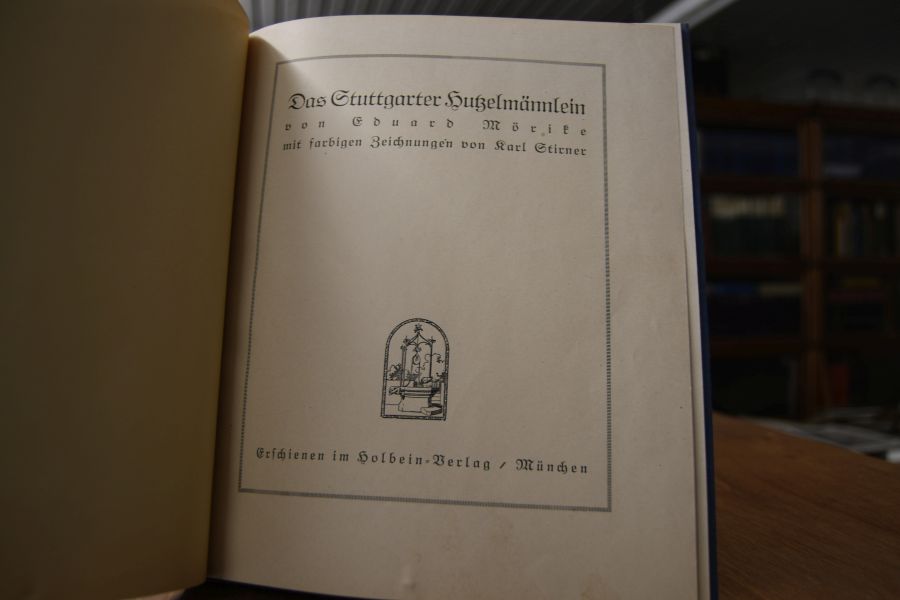 Das Stuttgarter Hutzelmännlein
von Eduard Mörike
mit farbigen Zeichnungen von Karl Stirner
Erschienen im Holbein-Verlag / München